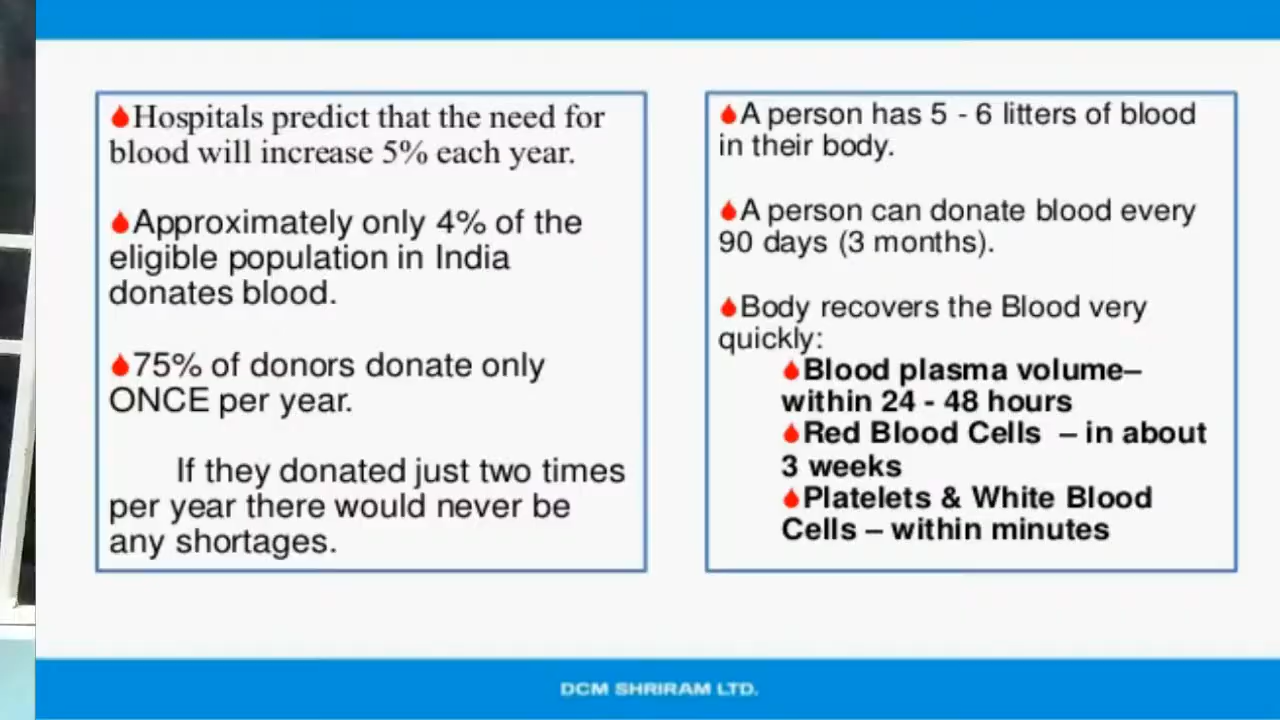 Hospitals predict that the need for
blood will increase 5% each year.
Approximately only 4% of the
eligible population in India
donates blood.
75% of donors donate only
ONCE per year.
If they donated just two times
per year there would never be
any shortages.
A person has 5 - 6 litters of blood
in their body.
A person can donate blood every
90 days (3 months).
Body recovers the Blood very
quickly:
Blood plasma volume–
within 24 - 48 hours
Red Blood Cells – in about
3 weeks
Platelets & White Blood
Cells – within minutes
DCM SHRIRAM LTD.